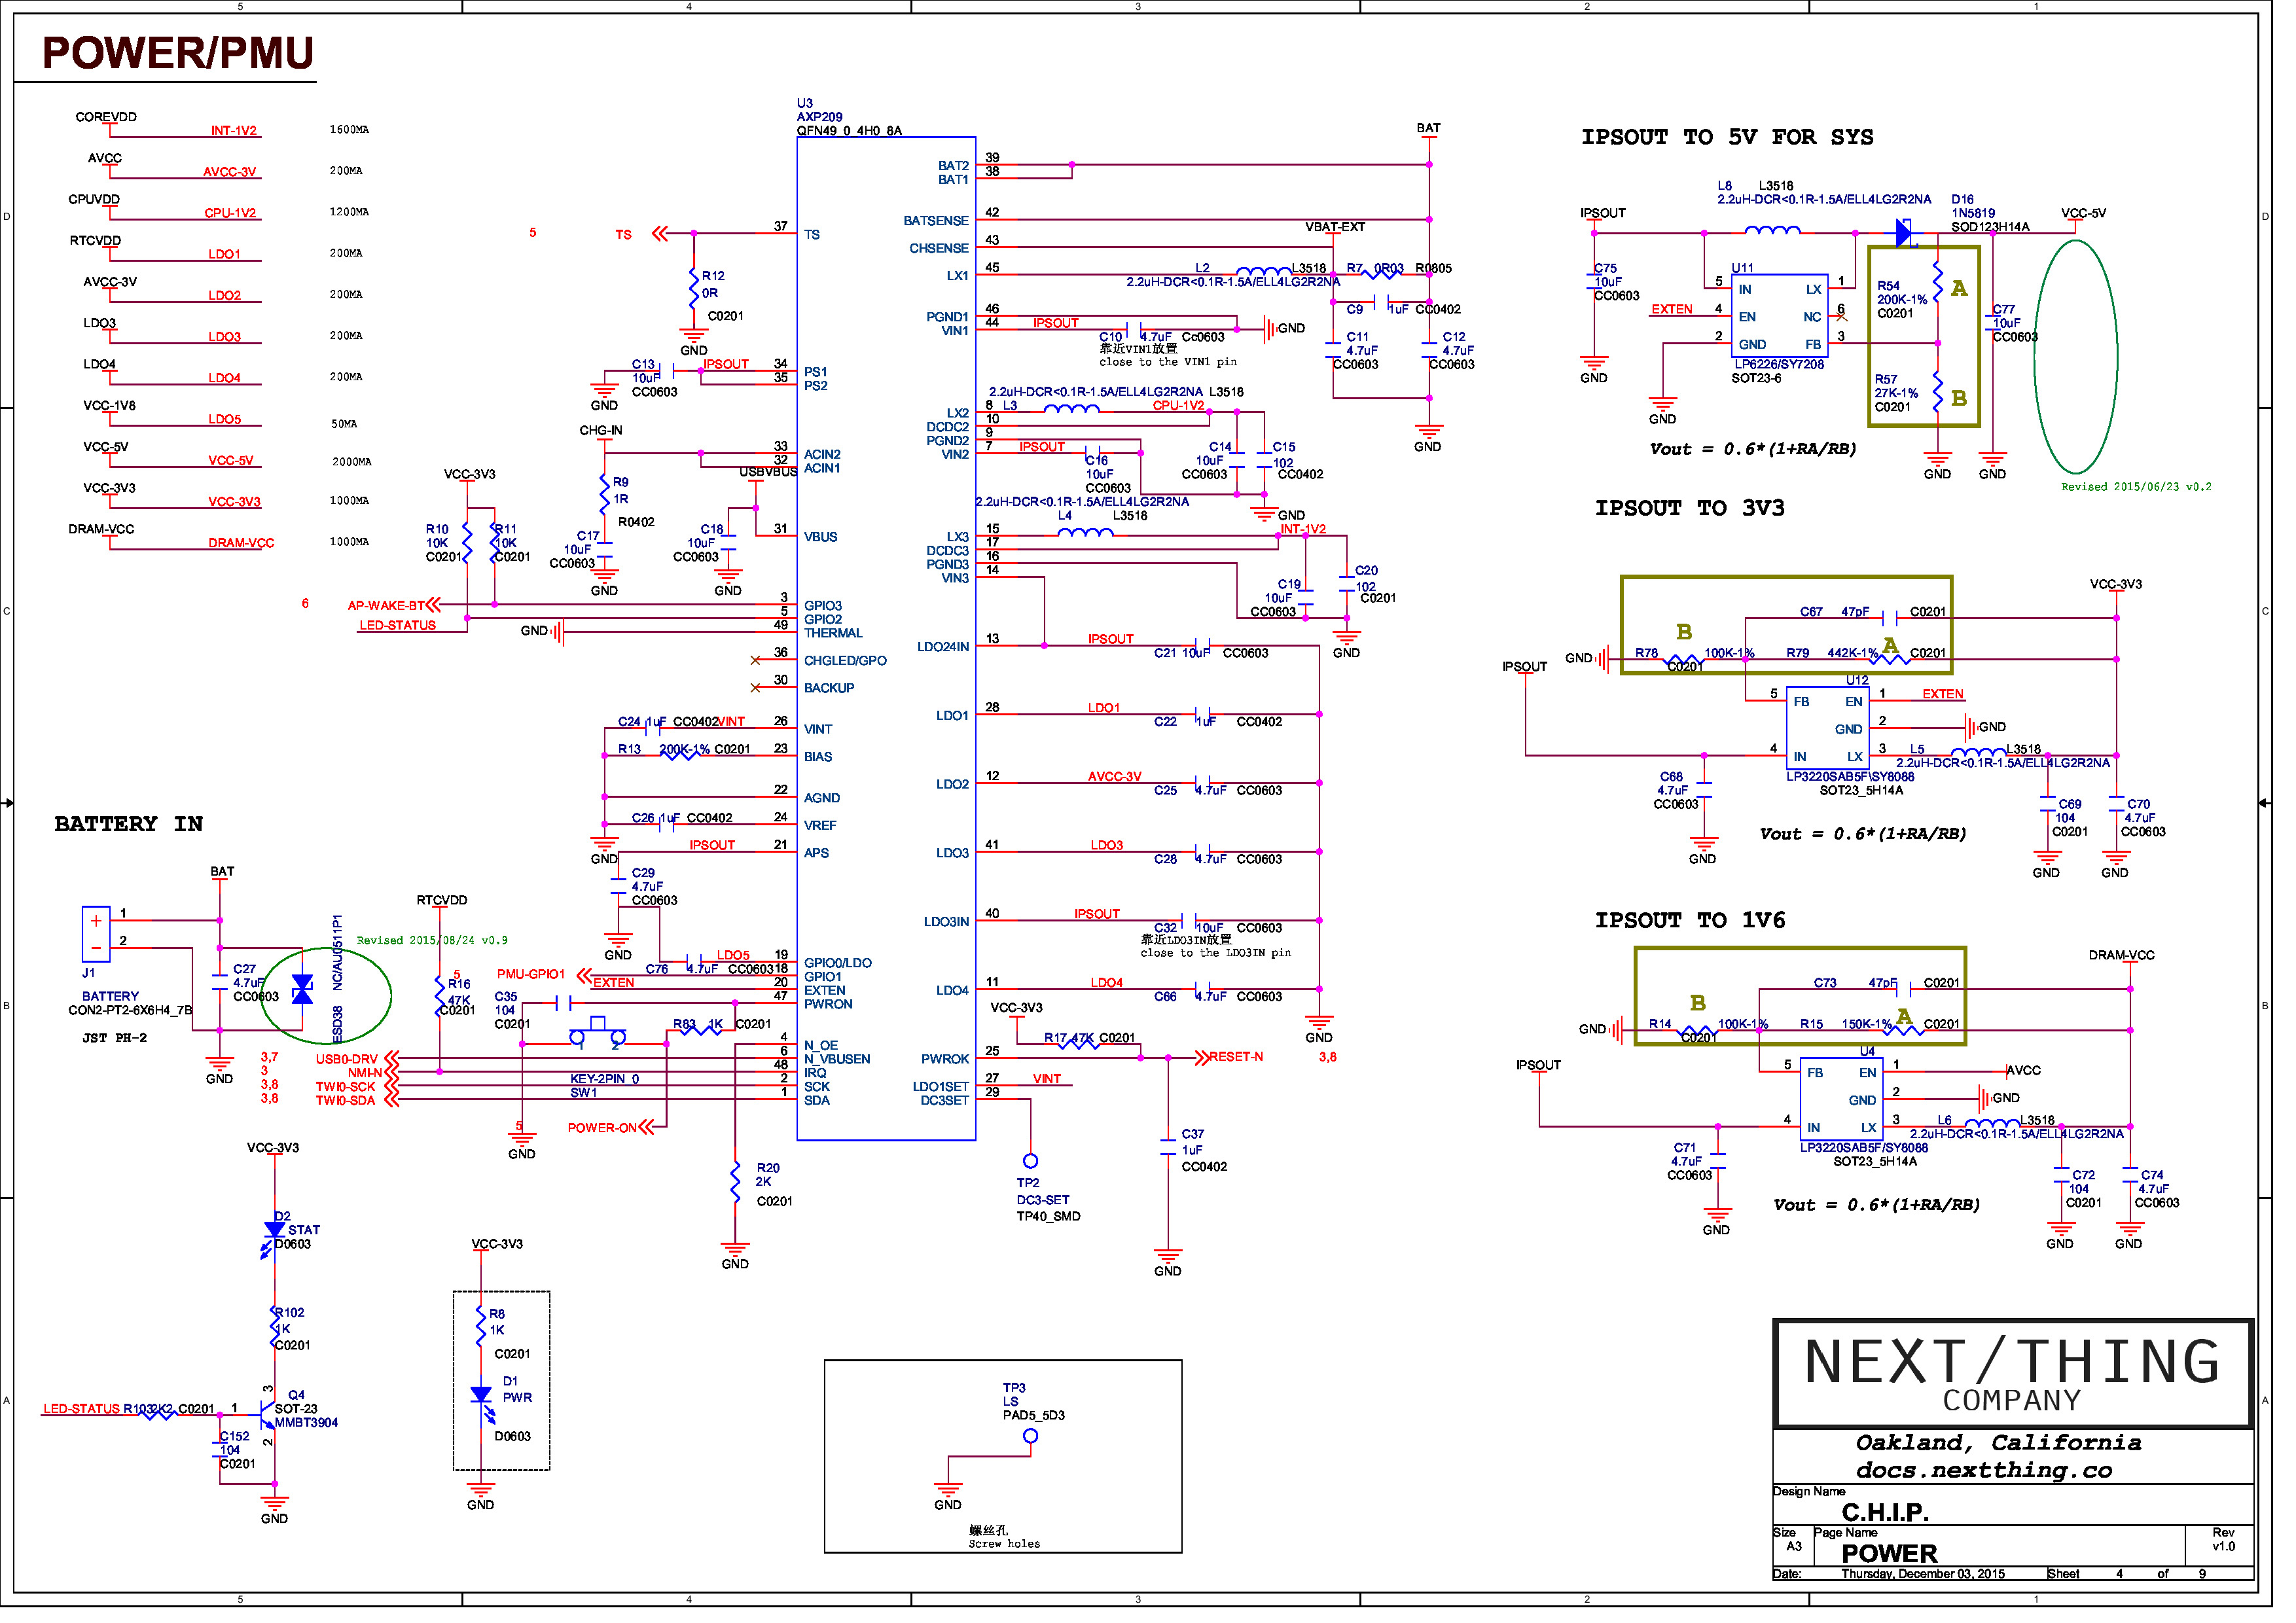 POWER/PMU
COREVDD
INT-1V2 1600MA
AVCC
AVCC-3V 200MA
CPUVDD
CPU-1V2 1200MA
RTCVDD
LDO1 200MA
AVCC-3V
LDO2 200MA
LDO3
LDO3 200MA
LDO4
LDO4 200MA
VCC-1V8
LDO5 50MA
VCC-5V
VCC-5V 2000MA
VCC-3V3
VCC-3V3 1000MA
DRAM-VCC
DRAM-VCC 1000MA
U3
AXP209
QFN49_0_4H0_8A
5 TS
37 TS
R12
0R
C0201
GND
C13
10uF
CC0603
IPSOUT
GND
34 PS1
35 PS2
CHG-IN
33 ACIN2
32 ACIN1
R9
1R
R0402
C17
10uF
CC0603
GND
USBVBUS
C18
10uF
CC0603
GND
31 VBUS
VCC-3V3
R10
10K
C0201
R11
10K
C0201
6 AP-WAKE-BT
LED-STATUS
GND
3 GPIO3
5 GPIO2
49 THERMAL
36 CHGLED/GPO
30 BACKUP
C24 1uF CC0402 VINT
26 VINT
R13 200K-1% C0201
23 BIAS
22 AGND
C26 1uF CC0402
24 VREF
GND
IPSOUT
21 APS
C29
4.7uF
CC0603
GND
LDO5
C76 4.7uF CC0603
19 GPIO0/LDO
PMU-GPIO1
18 GPIO1
EXTEN
20 EXTEN
47 PWRON
C35
104
C0201
R83 1K C0201
1 2
KEY-2PIN_0
SW1
5 POWER-ON
GND
4 N_OE
6 N_VBUSEN
48 IRQ
2 SCK
1 SDA
R20
2K
C0201
GND
RTCVDD
5
R16
47K
C0201
3,7 USB0-DRV
3 NMI-N
3,8 TWI0-SCK
3,8 TWI0-SDA
BATTERY IN
BAT
1
2
J1
BATTERY
CON2-PT2-6X6H4_7B
JST PH-2
C27
4.7uF
CC0603
GND
ESD38 NC/AU0511P1
Revised 2015/08/24 v0.9
VCC-3V3
D2
STAT
D0603
R102
1K
C0201
3
Q4
SOT-23
MMBT3904
LED-STATUS R103 2K2 C0201 1
2
C152
104
C0201
GND
VCC-3V3
R8
1K
C0201
D1
PWR
D0603
GND
BAT2 39
BAT1 38
BAT
BATSENSE 42
CHSENSE 43
VBAT-EXT
LX1 45
L2 L3518
2.2uH-DCR<0.1R-1.5A/ELL4LG2R2NA
R7 0R03 R0805
C9 1uF CC0402
PGND1 46
VIN1 44
IPSOUT
C10 4.7uF Cc0603
GND
靠近VIN1放置
close to the VIN1 pin
C11
4.7uF
CC0603
C12
4.7uF
CC0603
GND
2.2uH-DCR<0.1R-1.5A/ELL4LG2R2NA L3518
LX2 8
L3
CPU-1V2
DCDC2 10
PGND2 9
VIN2 7
IPSOUT
C16
10uF
CC0603
C14
10uF
CC0603
C15
102
CC0402
GND
2.2uH-DCR<0.1R-1.5A/ELL4LG2R2NA
L4 L3518
LX3 15
INT-1V2
DCDC3 17
PGND3 16
VIN3 14
C19
10uF
CC0603
C20
102
C0201
GND
LDO24IN 13
IPSOUT
C21 10uF CC0603
LDO1 28
LDO1
C22 1uF CC0402
LDO2 12
AVCC-3V
C25 4.7uF CC0603
LDO3 41
LDO3
C28 4.7uF CC0603
LDO3IN 40
IPSOUT
C32 10uF CC0603
靠近LDO3IN放置
close to the LDO3IN pin
LDO4 11
LDO4
C66 4.7uF CC0603
GND
VCC-3V3
R17 47K C0201
PWROK 25
RESET-N 3,8
LDO1SET 27
VINT
DC3SET 29
TP2
DC3-SET
TP40_SMD
C37
1uF
CC0402
GND
TP3
LS
PAD5_5D3
螺丝孔
Screw holes
IPSOUT TO 5V FOR SYS
L8 L3518
2.2uH-DCR<0.1R-1.5A/ELL4LG2R2NA
D16
1N5819
SOD123H14A
IPSOUT
VCC-5V
C75
10uF
CC0603
GND
U11
5 IN LX 1
EXTEN 4 EN NC 6
2 GND FB 3
LP6226/SY7208
SOT23-6
GND
R54
200K-1%
C0201
A
R57
27K-1%
C0201
B
C77
10uF
CC0603
GND
GND
Vout = 0.6*(1+RA/RB)
Revised 2015/06/23 v0.2
IPSOUT TO 3V3
VCC-3V3
C67 47pF C0201
B A
GND R78 100K-1% R79 442K-1% C0201
C0201
IPSOUT
U12
5 FB EN 1 EXTEN
GND 2 GND
4 IN LX 3
L5 L3518
2.2uH-DCR<0.1R-1.5A/ELL4LG2R2NA
LP3220SAB5F\SY8088
SOT23_5H14A
C68
4.7uF
CC0603
GND
C69
104
C0201
GND
C70
4.7uF
CC0603
GND
Vout = 0.6*(1+RA/RB)
IPSOUT TO 1V6
DRAM-VCC
C73 47pF C0201
B A
GND R14 100K-1% R15 150K-1% C0201
C0201
IPSOUT
U4
5 FB EN 1 AVCC
GND 2 GND
4 IN LX 3
L6 L3518
2.2uH-DCR<0.1R-1.5A/ELL4LG2R2NA
LP3220SAB5F/SY8088
SOT23_5H14A
C71
4.7uF
CC0603
GND
C72
104
C0201
GND
C74
4.7uF
CC0603
GND
Vout = 0.6*(1+RA/RB)
NEXT/THING
COMPANY
Oakland, California
docs.nextthing.co
Design Name
C.H.I.P.
Size Page Name Rev
A3 POWER v1.0
Date: Thursday, December 03, 2015 Sheet 4 of 9